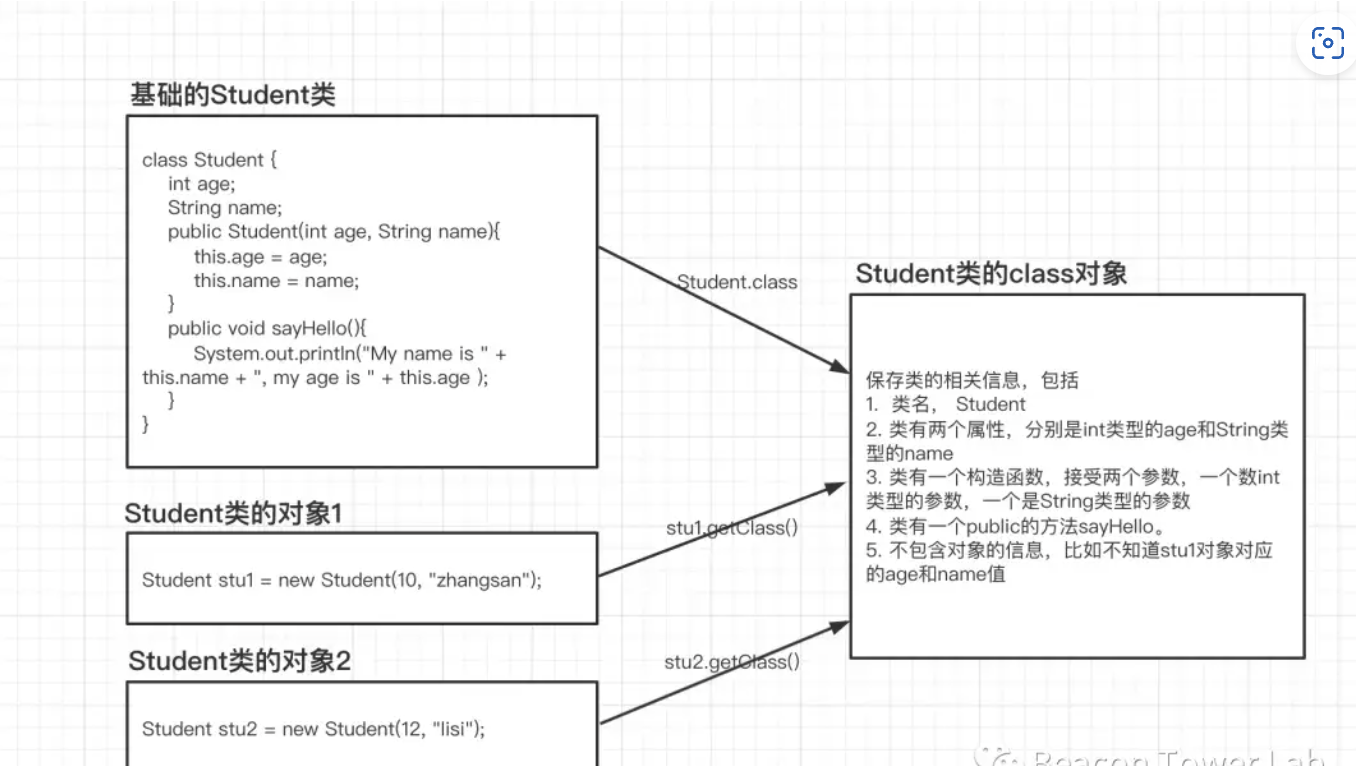 基础的Student类
class Student {
int age;
String name;
public Student(int age, String name){
this.age = age;
this.name = name;
}
public void sayHello(){
System.out.println("My name is " +
this.name + ", my age is " + this.age );
}
}
Student.class
Student类的class对象
保存类的相关信息，包括
1. 类名， Student
2. 类有两个属性，分别是int类型的age和String类
型的name
3. 类有一个构造函数，接受两个参数，一个数int
类型的参数，一个是String类型的参数
4. 类有一个public的方法sayHello。
5. 不包含对象的信息，比如不知道stu1对象对应
的age和name值
Student类的对象1
Student stu1 = new Student(10, "zhangsan");
stu1.getClass()
Student类的对象2
Student stu2 = new Student(12, "lisi");
stu2.getClass()
Beacon Tower Lab